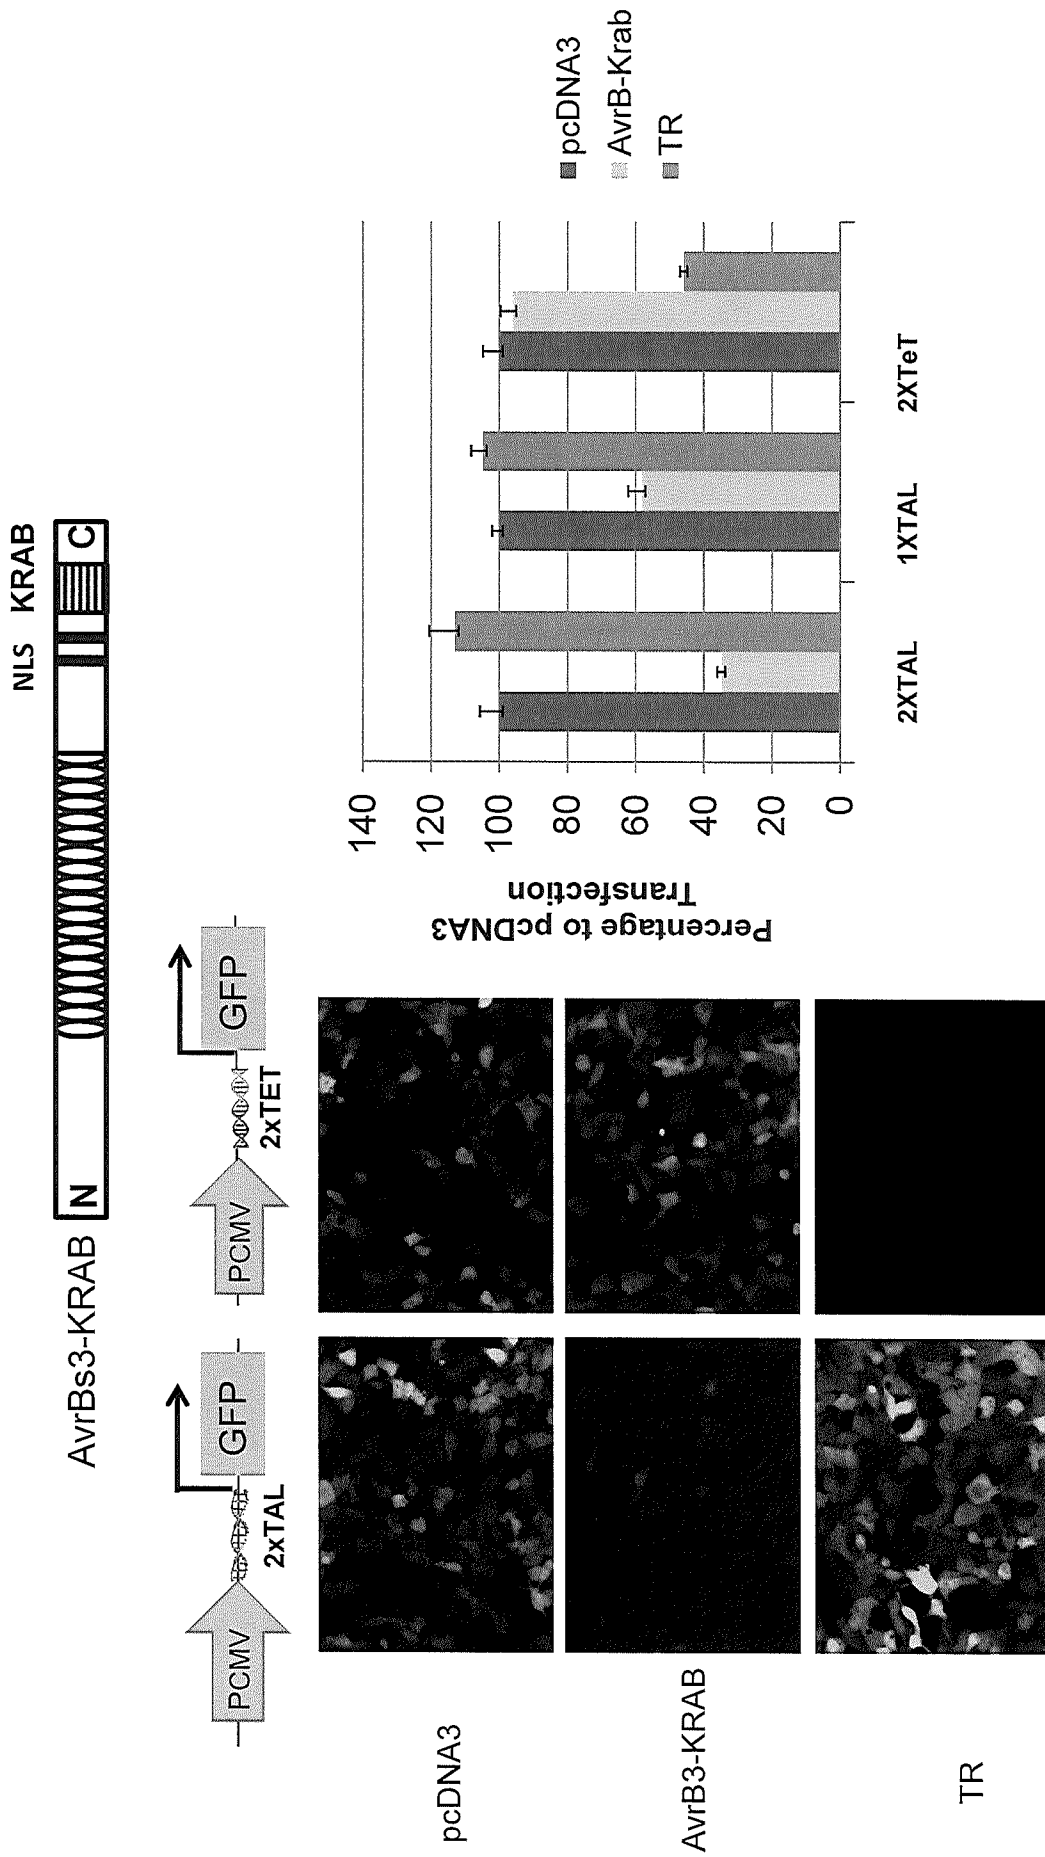 AvrBs3-KRAB
N
NLS
KRAB
C
PCMV
2xTAL
GFP
PCMV
2xTET
GFP
pcDNA3
AvrB3-KRAB
TR
Percentage to pcDNA3
Transfection
140
120
100
80
60
40
20
0
2XTAL
1XTAL
2XTeT
pcDNA3
AvrB-Krab
TR